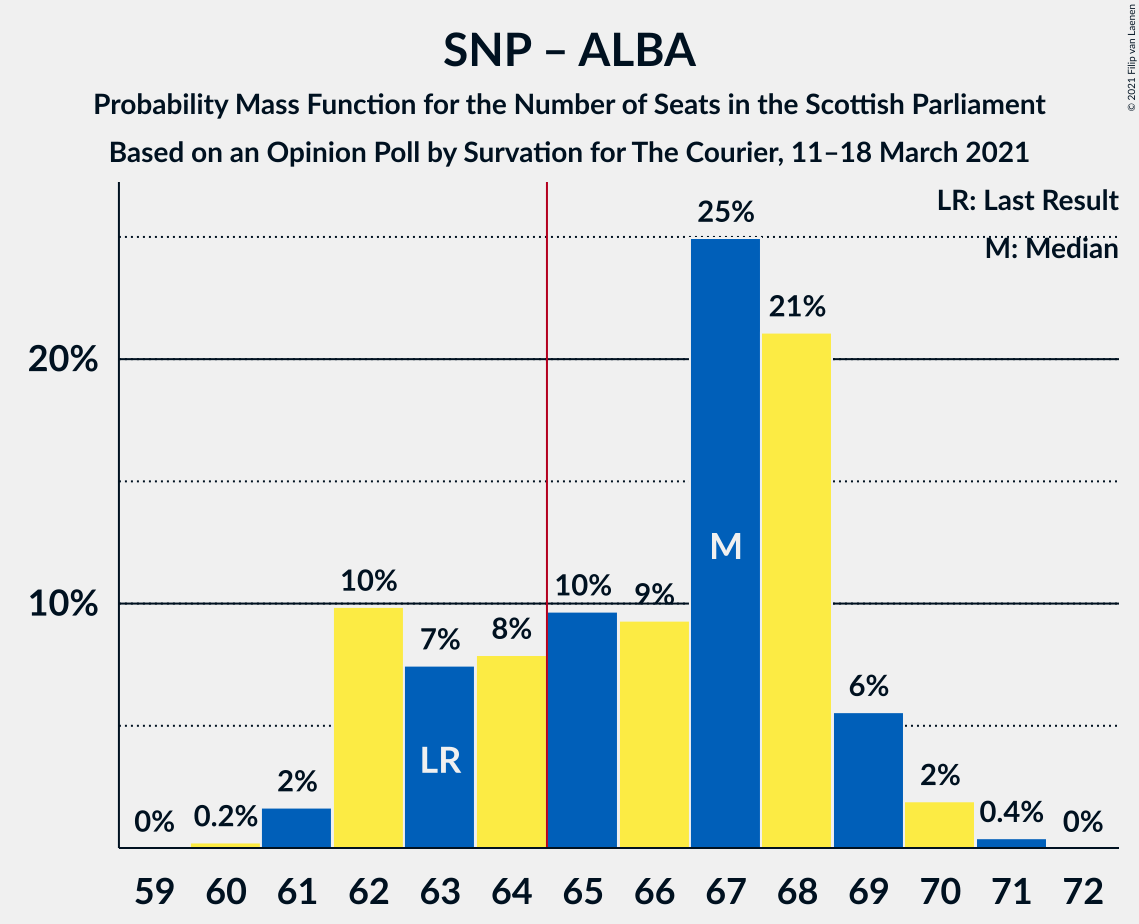 SNP – ALBA
Probability Mass Function for the Number of Seats in the Scottish Parliament
Based on an Opinion Poll by Survation for The Courier, 11–18 March 2021
© 2021 Filip van Laenen
LR: Last Result
M: Median
20%
10%
0%
0.2%
2%
10%
7%
8%
10%
9%
25%
21%
6%
2%
0.4%
0%
LR
M
59 60 61 62 63 64 65 66 67 68 69 70 71 72